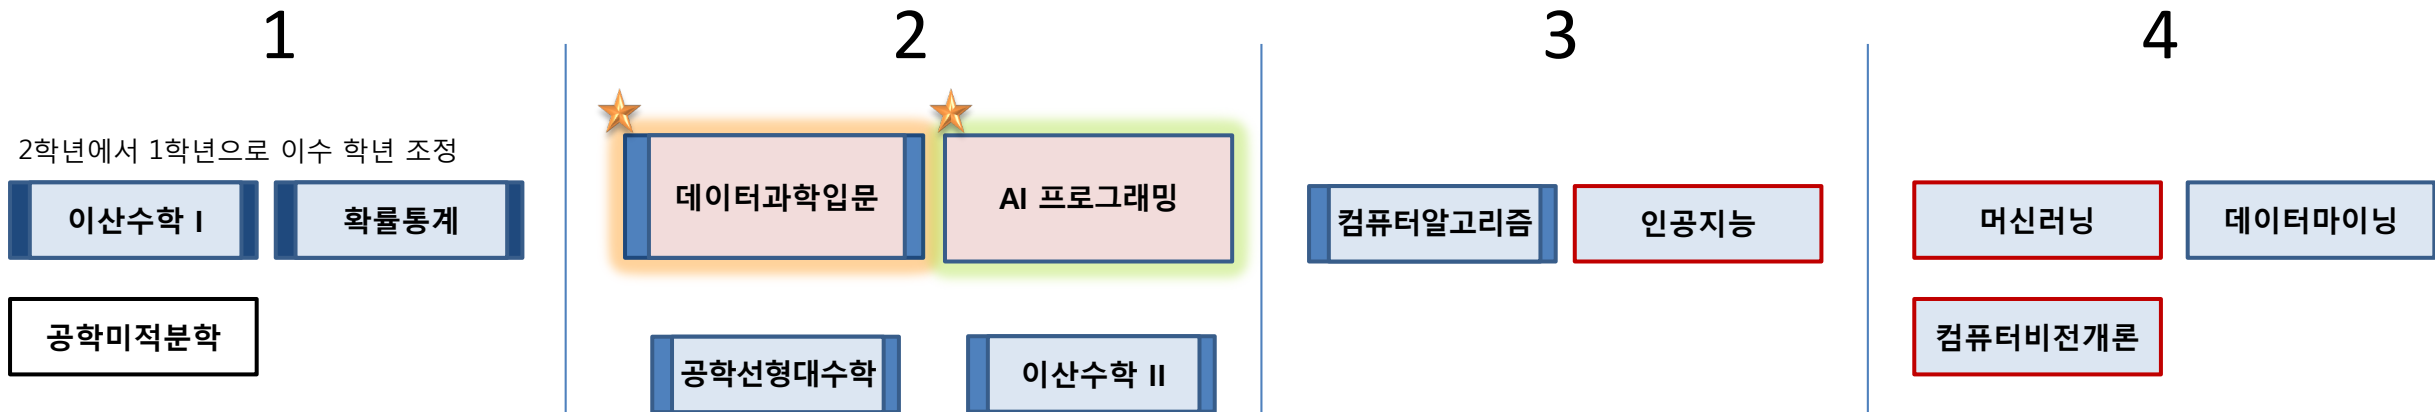 1
2
3
4
2학년에서 1학년으로 이수 학년 조정
이산수학 I
확률통계
공학미적분학
데이터과학입문
AI 프로그래밍
공학선형대수학
이산수학 II
컴퓨터알고리즘
인공지능
머신러닝
데이터마이닝
컴퓨터비전개론